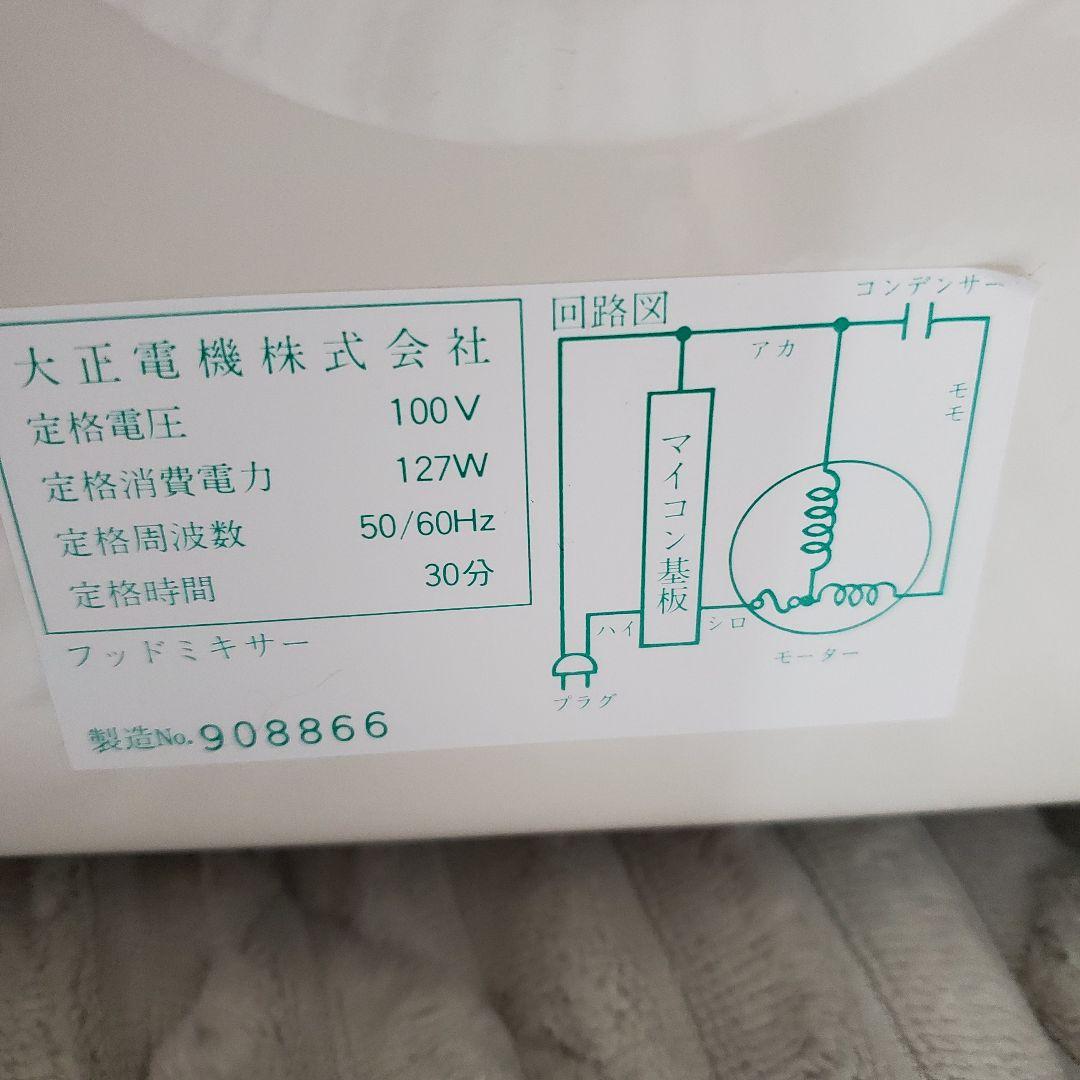 大正電機株式会社
定格電圧 100V
定格消費電力 127W
定格周波数 50/60Hz
定格時間 30分
フッドミキサー
製造No. 908866
回路図
コンデンサー
アカ
モモ
マイコン基板
ハイ
シロ
モーター
プラグ